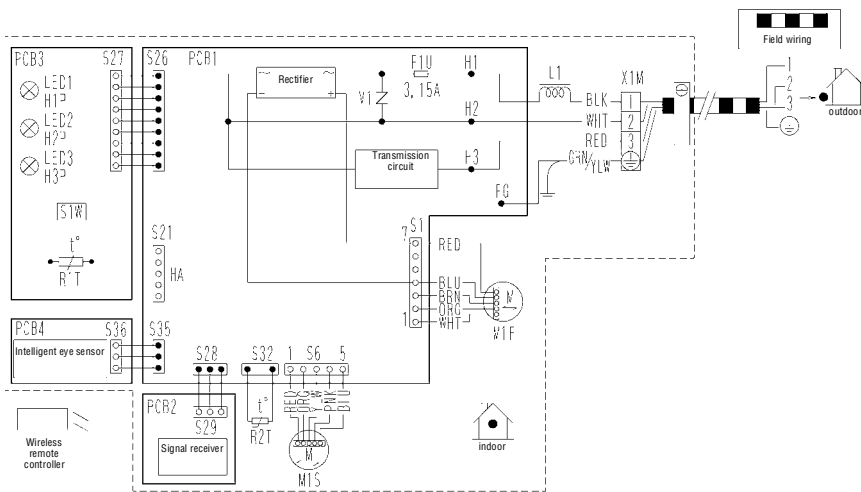 Field wiring
PCB3
S27
S26
PCB1
LED1
H1P
LED2
H2P
LED3
H3P
S1W
t°
R1T
Rectifier
V1
F1U
3,15A
H1
H2
H3
Transmission
circuit
FG
L1
X1M
BLK
1
WHT
2
RED
3
GRN/YLW
1
2
3
outdoor
S21
HA
S1
7
RED
BLU
BRN
ORG
1
WHT
M
M1F
PCB4
S36
S35
Intelligent eye sensor
S28
S32
1 S6 5
RED
ORG
PNK
BLU
PCB2
S29
t°
R2T
Signal receiver
M
M1S
Wireless
remote
controller
indoor